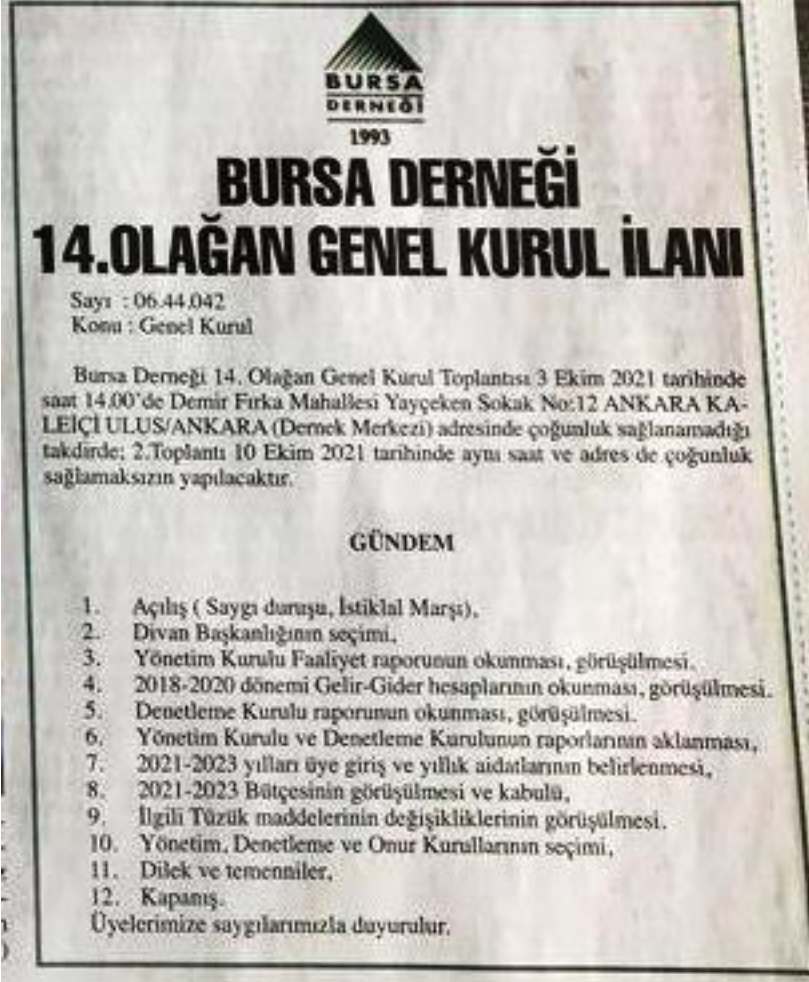 BURSA
DERNEĞİ
1993
BURSA DERNEĞİ
14.OLAĞAN GENEL KURUL İLANI
Sayı : 06.44.042
Konu : Genel Kurul
Bursa Derneği 14. Olağan Genel Kurul Toplantısı 3 Ekim 2021 tarihinde
saat 14.00'de Demir Fırka Mahallesi Yayçeken Sokak No:12 ANKARA KA-
LEİÇİ ULUS/ANKARA (Dernek Merkezi) adresinde çoğunluk sağlanamadığı
takdirde; 2.Toplantı 10 Ekim 2021 tarihinde aynı saat ve adres de çoğunluk
sağlamaksızın yapılacaktır.
GÜNDEM
1. Açılış ( Saygı duruşu, İstiklal Marşı),
2. Divan Başkanlığının seçimi,
3. Yönetim Kurulu Faaliyet raporunun okunması, görüşülmesi.
4. 2018-2020 dönemi Gelir-Gider hesaplarının okunması, görüşülmesi.
5. Denetleme Kurulu raporunun okunması, görüşülmesi.
6. Yönetim Kurulu ve Denetleme Kurulunun raporlarının aklanması,
7. 2021-2023 yılları üye giriş ve yıllık aidatlarının belirlenmesi,
8. 2021-2023 Bütçesinin görüşülmesi ve kabulü,
9. İlgili Tüzük maddelerinin değişikliklerinin görüşülmesi.
10. Yönetim, Denetleme ve Onur Kurullarının seçimi,
11. Dilek ve temenniler,
12. Kapanış.
Üyelerimize saygılarımızla duyurulur.